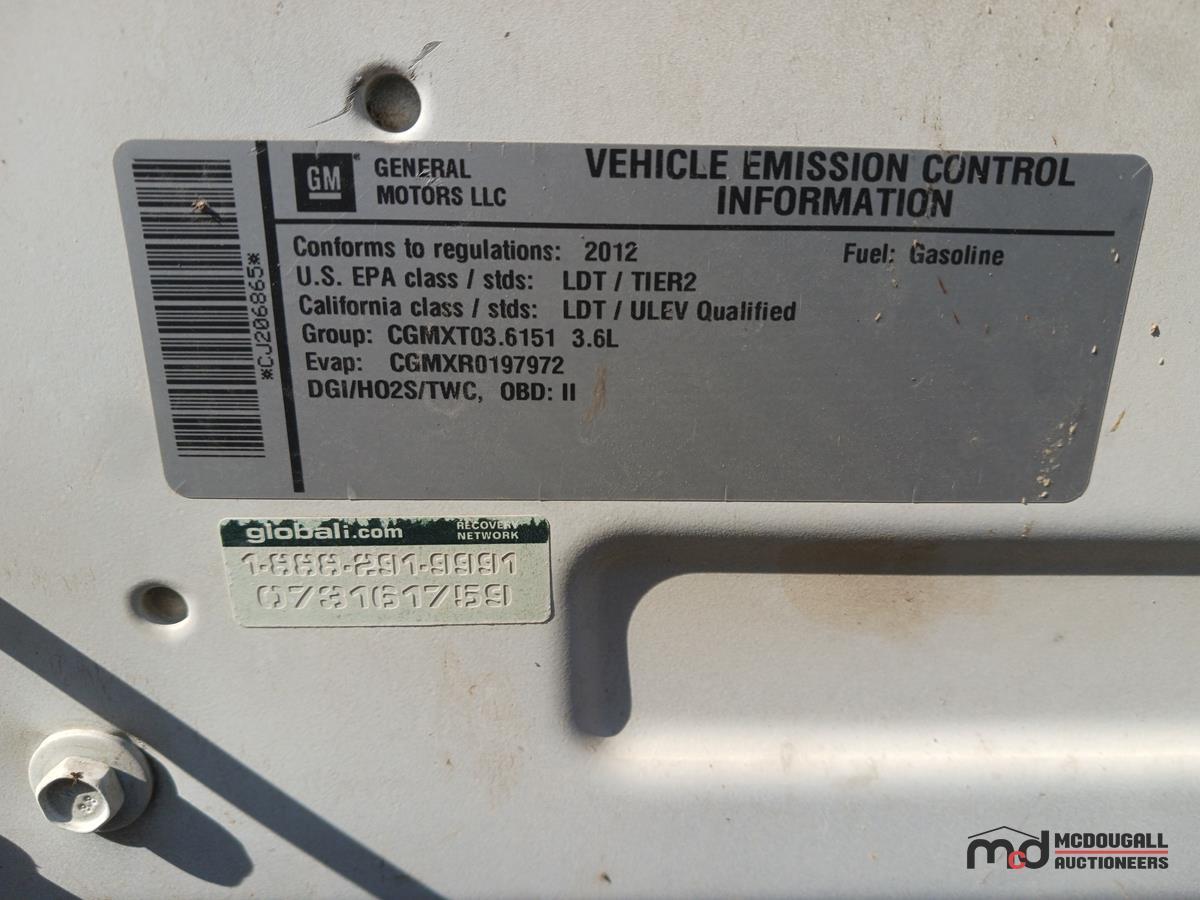 GM
GENERAL
MOTORS LLC
VEHICLE EMISSION CONTROL
INFORMATION
*CJ206865*
Conforms to regulations: 2012 Fuel: Gasoline
U.S. EPA class / stds: LDT / TIER2
California class / stds: LDT / ULEV Qualified
Group: CGMXT03.6151 3.6L
Evap: CGMXR0197972
DGI/HO2S/TWC, OBD: II
globali.com
RECOVERY
NETWORK
1-888-291-9991
073161759
mcd
MCDOUGALL
AUCTIONEERS